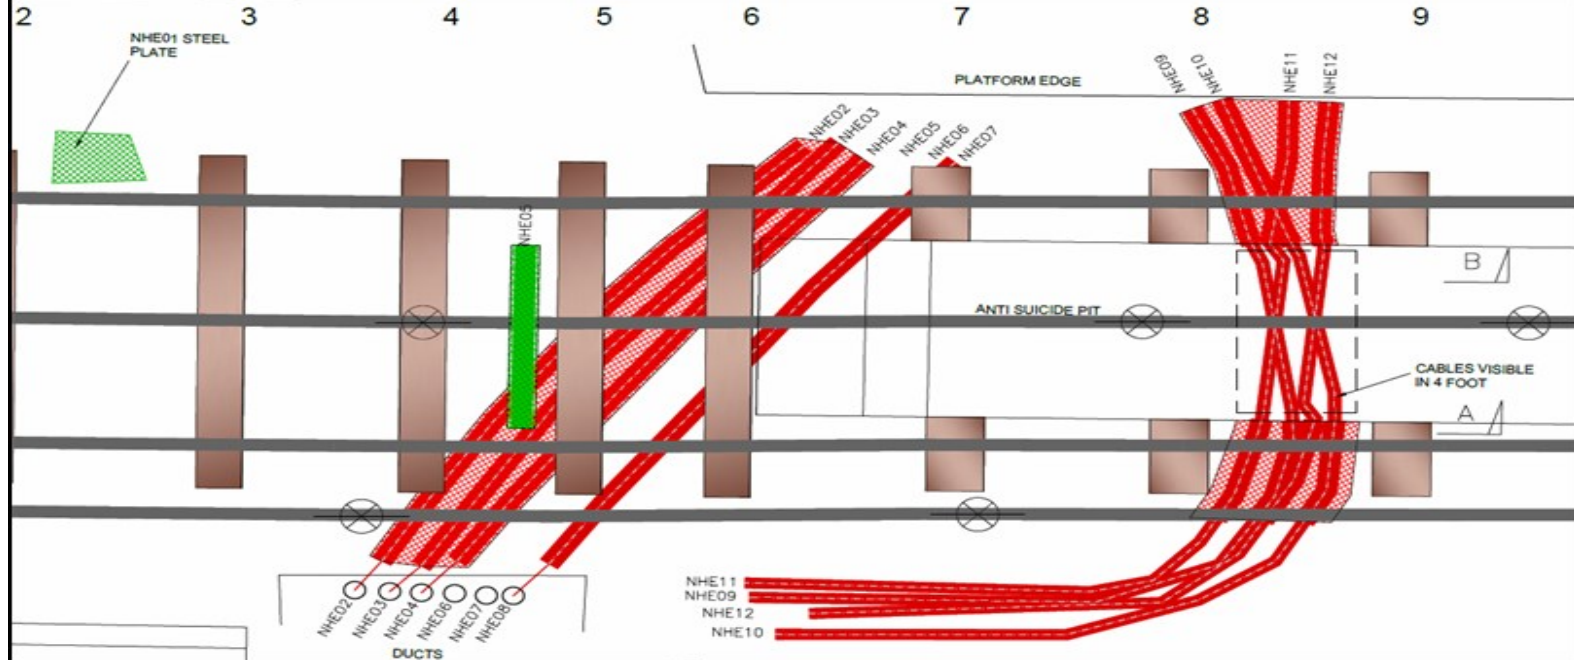 2 3 4 5 6 7 8 9
NHE01 STEEL
PLATE
PLATFORM EDGE
NHE09
NHE10
NHE11
NHE12
NHE02
NHE03
NHE04
NHE05
NHE06
NHE07
NHE05
B
ANTI SUICIDE PIT
CABLES VISIBLE
IN 4 FOOT
A
NHE11
NHE09
NHE12
NHE10
NHE02
NHE03
NHE04
NHE06
NHE07
NHE08
DUCTS